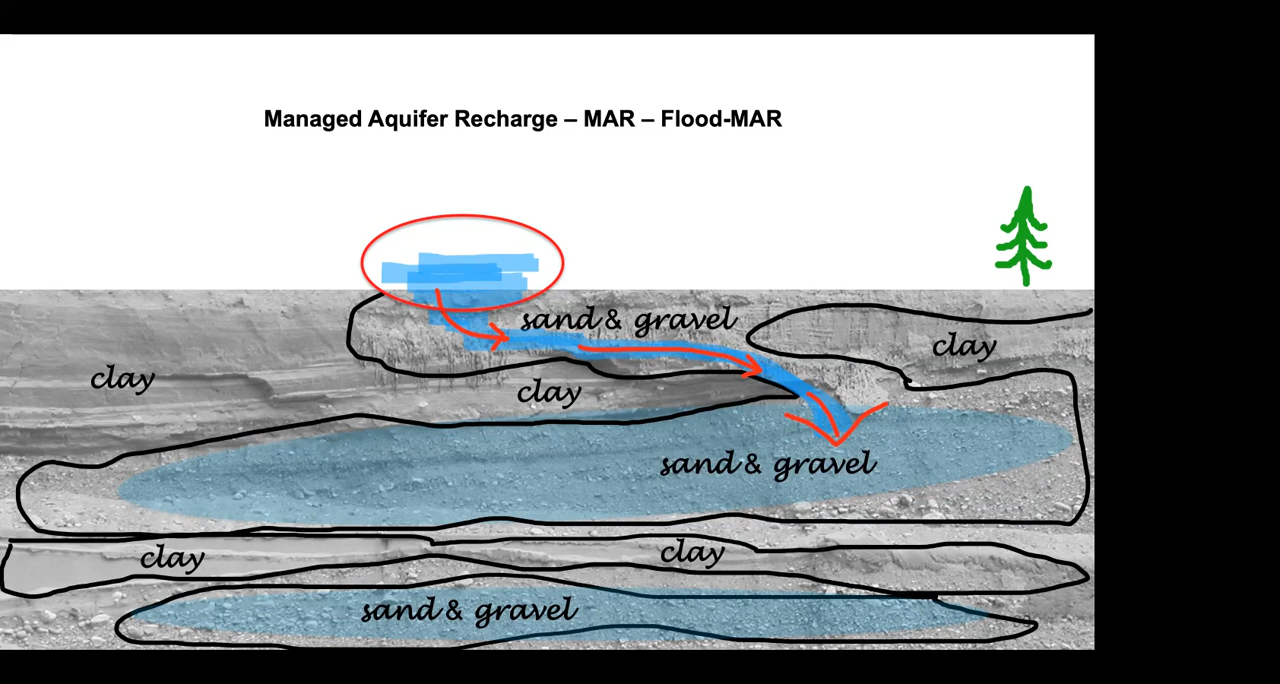 Managed Aquifer Recharge – MAR – Flood-MAR
sand & gravel
clay
clay
clay
sand & gravel
clay
clay
sand & gravel